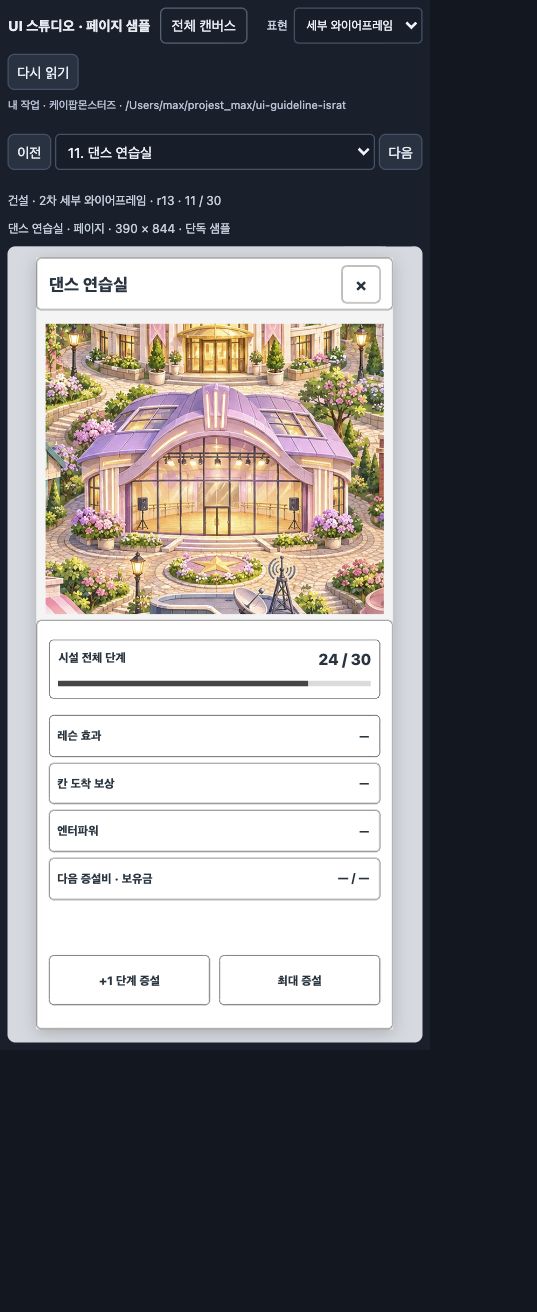 UI 스튜디오 · 페이지 샘플 전체 캔버스 표현 세부 와이어프레임
다시 읽기
내 작업 · 케이팝몬스터즈 · /Users/max/projest_max/ui-guideline-israt
이전 11. 댄스 연습실 다음
건설 · 2차 세부 와이어프레임 · r13 · 11 / 30
댄스 연습실 · 페이지 · 390 × 844 · 단독 샘플
댄스 연습실 ×
시설 전체 단계 24 / 30
레슨 효과 —
칸 도착 보상 —
엔터파워 —
다음 증설비 · 보유금 — / —
+1 단계 증설 최대 증설